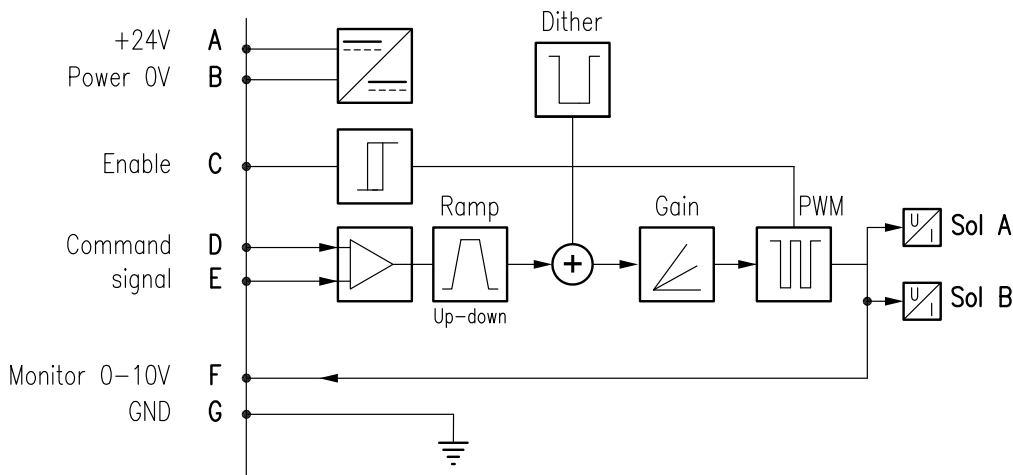 Dither
+24V A
Power 0V B
Enable C
Ramp
Gain
PWM
Command D
signal E
+
U I Sol A
U I Sol B
Up-down
Monitor 0-10V F
GND G